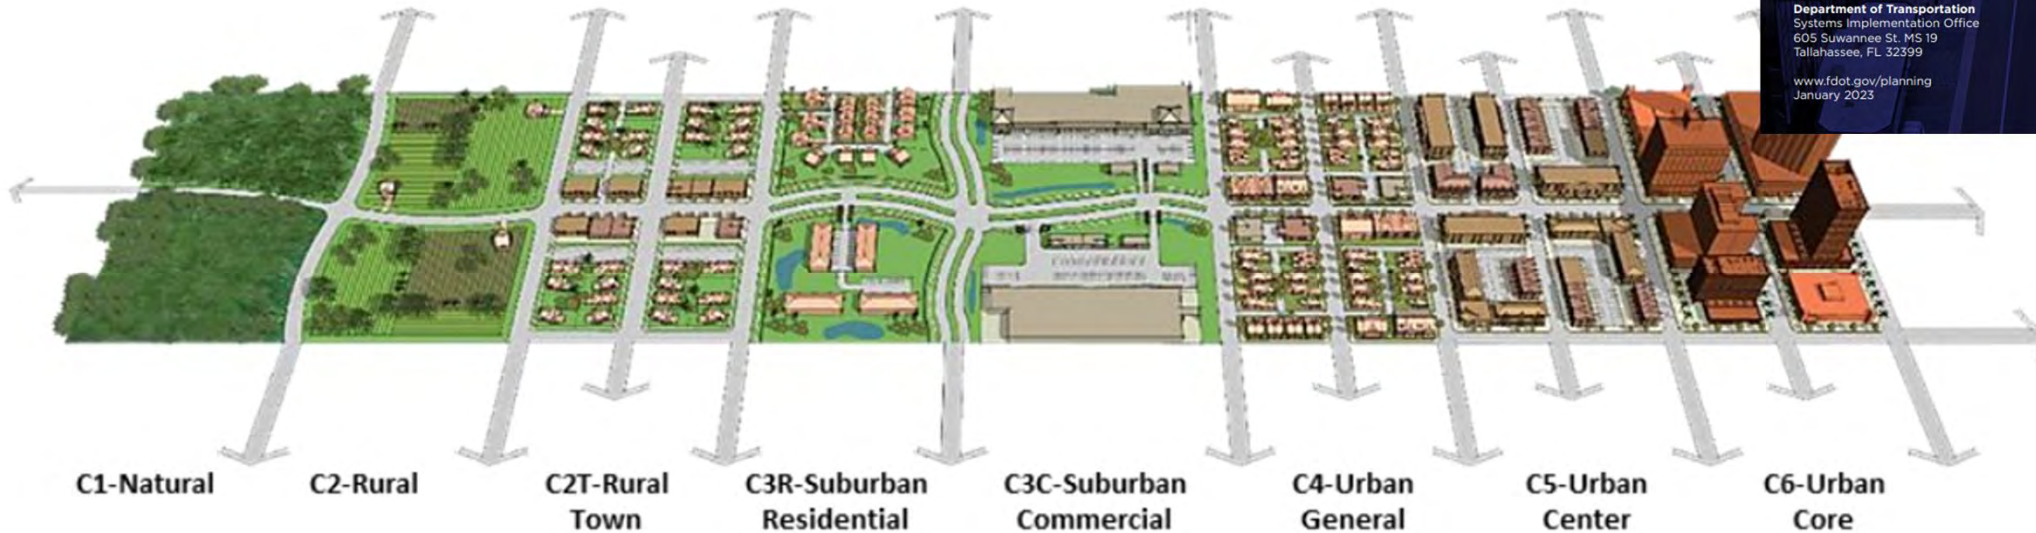 Department of Transportation
Systems Implementation Office
605 Suwannee St. MS 19
Tallahassee, FL 32399
www.fdot.gov/planning
January 2023
C1-Natural
C2-Rural
C2T-Rural
Town
C3R-Suburban
Residential
C3C-Suburban
Commercial
C4-Urban
General
C5-Urban
Center
C6-Urban
Core